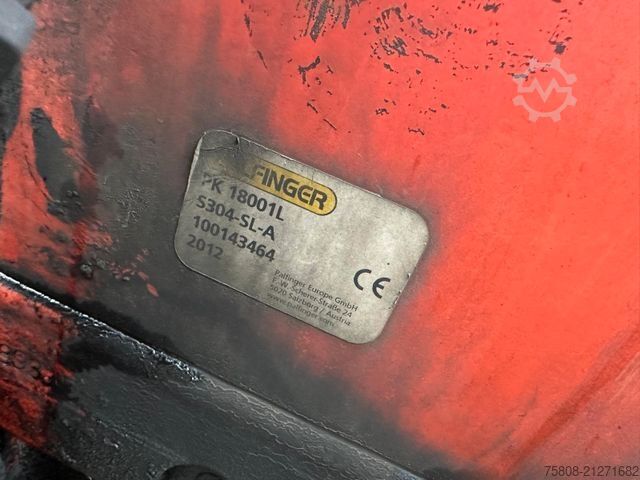 PALFINGER
PK 18001L
S304-SL-A
100143464
2012
Palfinger Europe GmbH
F.-W.-Scherer-Straße 24
5020 Salzburg / Austria
www.palfinger.com
CE
75808-21271682